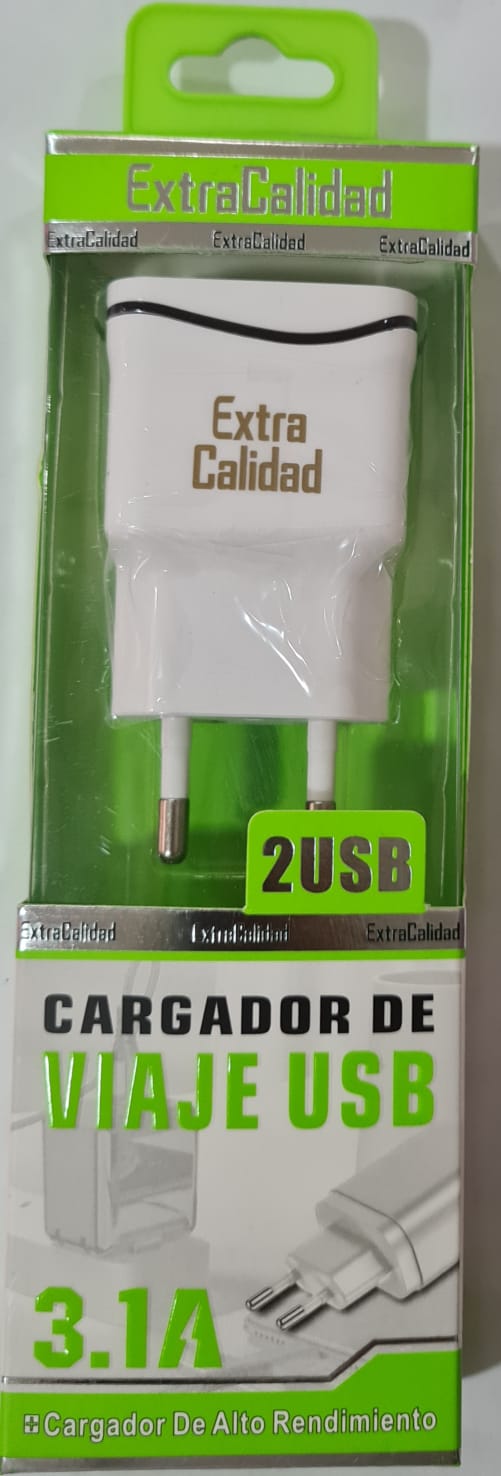 ExtraCalidad
ExtraCalidad ExtraCalidad ExtraCalidad
Extra
Calidad
2USB
ExtraCalidad ExtraCalidad ExtraCalidad
CARGADOR DE
VIAJE USB
3.1A
Cargador De Alto Rendimiento